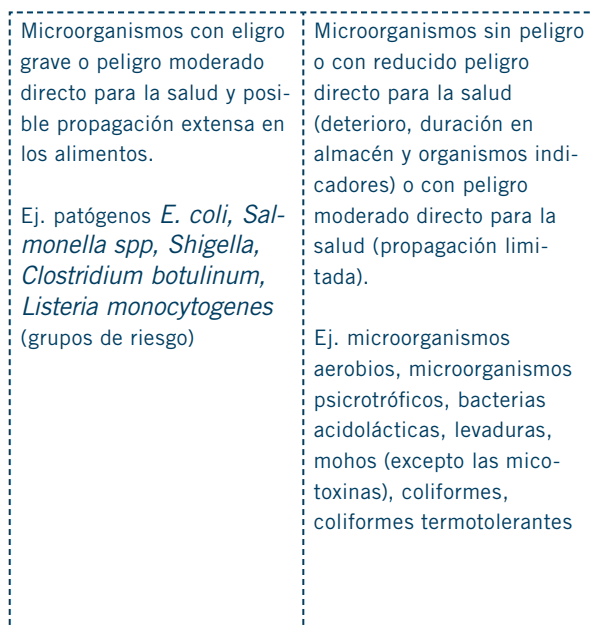 Microorganismos con eligro
grave o peligro moderado
directo para la salud y posi-
ble propagación extensa en
los alimentos.
Ej. patógenos E. coli, Sal-
monella spp, Shigella,
Clostridium botulinum,
Listeria monocytogenes
(grupos de riesgo)
Microorganismos sin peligro
o con reducido peligro
directo para la salud
(deterioro, duración en
almacén y organismos indi-
cadores) o con peligro
moderado directo para la
salud (propagación limi-
tada).
Ej. microorganismos
aerobios, microorganismos
psicrotróficos, bacterias
acidolácticas, levaduras,
mohos (excepto las mico-
toxinas), coliformes,
coliformes termotolerantes